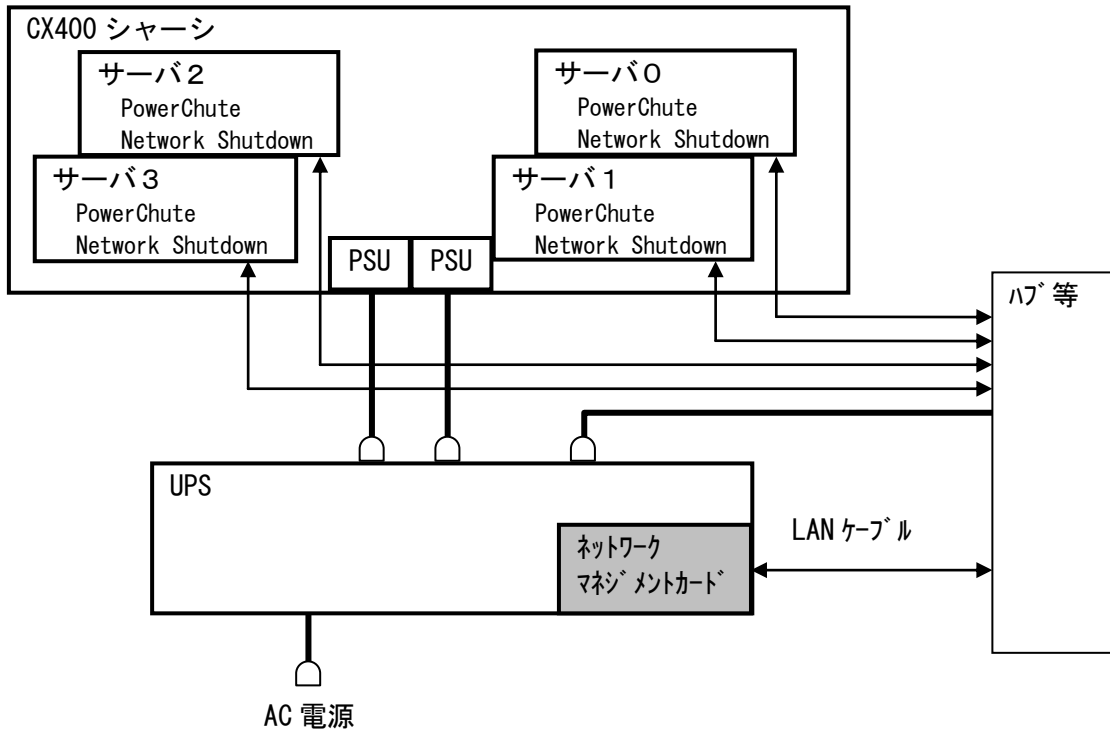 CX400 シャーシ
サーバ２
PowerChute
Network Shutdown
サーバ０
PowerChute
Network Shutdown
サーバ３
PowerChute
Network Shutdown
サーバ１
PowerChute
Network Shutdown
PSU
PSU
ﾊﾌﾞ等
UPS
ﾈｯﾄﾜｰｸ
ﾏﾈｼﾞﾒﾝﾄｶｰﾄﾞ
LAN ｹｰﾌﾞﾙ
AC 電源